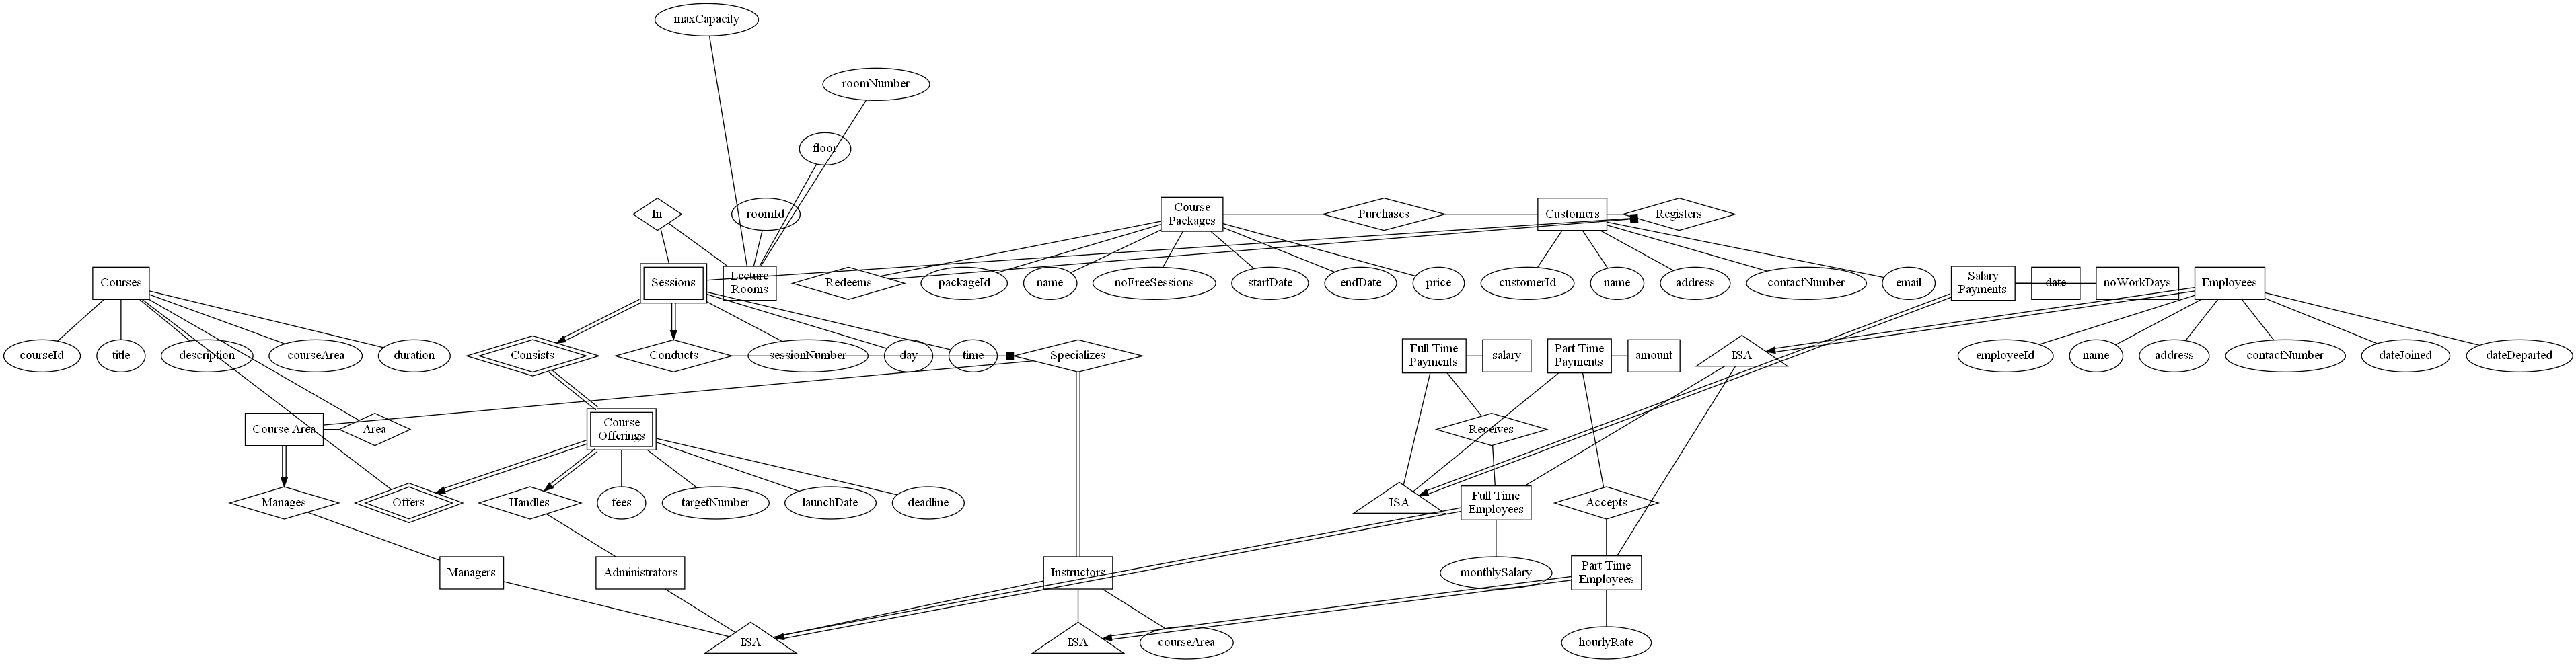 maxCapacity
roomNumber
floor
In
roomId
Course
Packages
Purchases
Customers
Registers
Courses
Sessions
Lecture
Rooms
Redeems
packageId
name
noFreeSessions
startDate
endDate
price
customerId
name
address
contactNumber
email
Salary
Payments
date
noWorkDays
Employees
courseId
title
description
courseArea
duration
Consists
Conducts
sessionNumber
day
time
Specializes
Full Time
Payments
salary
Part Time
Payments
amount
ISA
employeeId
name
address
contactNumber
dateJoined
dateDeparted
Course Area
Area
Course
Offerings
Receives
Manages
Offers
Handles
fees
targetNumber
launchDate
deadline
ISA
Full Time
Employees
Accepts
Managers
Administrators
Instructors
monthlySalary
Part Time
Employees
ISA
ISA
courseArea
hourlyRate